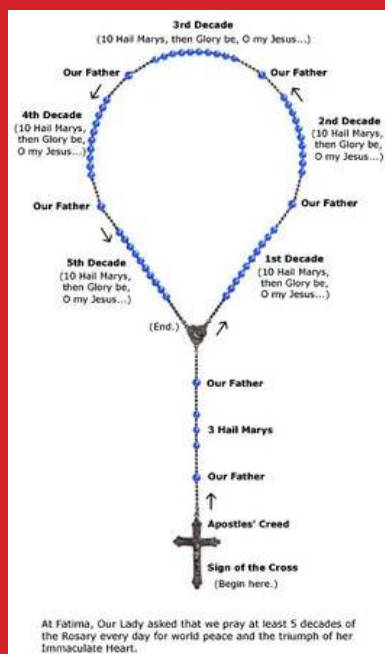 3rd Decade
(10 Hail Marys, then Glory be, O my Jesus...)
Our Father
Our Father
4th Decade
(10 Hail Marys,
then Glory be,
O my Jesus...)
2nd Decade
(10 Hail Marys,
then Glory be,
O my Jesus...)
Our Father
Our Father
5th Decade
(10 Hail Marys,
then Glory be,
O my Jesus...)
1st Decade
(10 Hail Marys,
then Glory be,
O my Jesus...)
(End.)
Our Father
3 Hail Marys
Our Father
Apostles' Creed
Sign of the Cross
(Begin here.)
At Fatima, Our Lady asked that we pray at least 5 decades of
the Rosary every day for world peace and the triumph of her
Immaculate Heart.